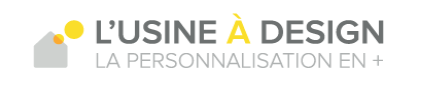 L'USINE À DESIGN
LA PERSONNALISATION EN +